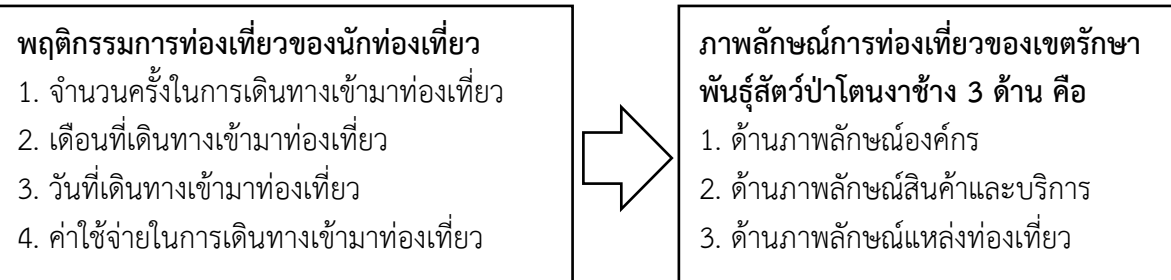 พฤติกรรมการท่องเที่ยวของนักท่องเที่ยว
1. จำนวนครั้งในการเดินทางเข้ามาท่องเที่ยว
2. เดือนที่เดินทางเข้ามาท่องเที่ยว
3. วันที่เดินทางเข้ามาท่องเที่ยว
4. ค่าใช้จ่ายในการเดินทางเข้ามาท่องเที่ยว
ภาพลักษณ์การท่องเที่ยวของเขตรักษา
พันธุ์สัตว์ป่าโตนงาช้าง 3 ด้าน คือ
1. ด้านภาพลักษณ์องค์กร
2. ด้านภาพลักษณ์สินค้าและบริการ
3. ด้านภาพลักษณ์แหล่งท่องเที่ยว